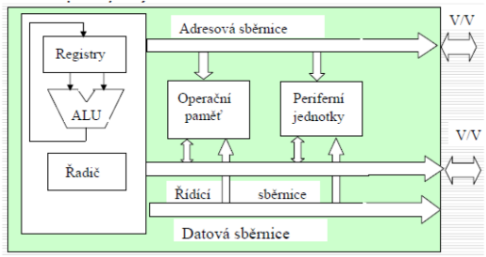 Adresová sběrnice
V/V
Registry
ALU
Operační
paměť
Periferní
jednotky
V/V
Řadič
Řídící sběrnice
Datová sběrnice